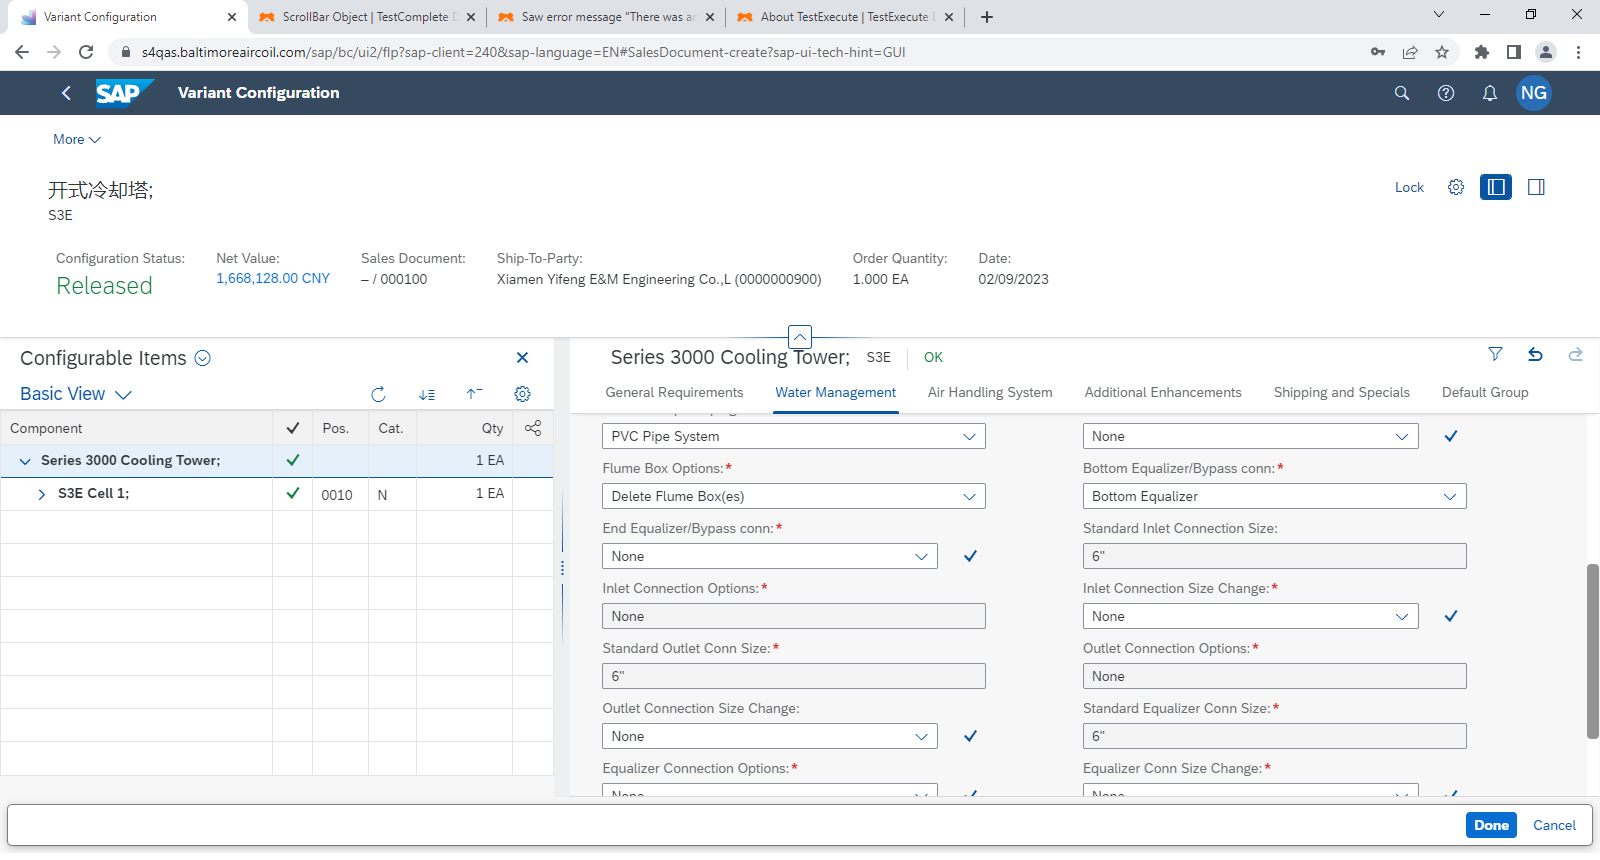 Variant Configuration
ScrollBar Object | TestComplete D
Saw error message "There was ar
About TestExecute | TestExecute D
s4qas.baltimoreaircoil.com/sap/bc/ui2/flp?sap-client=240&sap-language=EN#SalesDocument-create?sap-ui-tech-hint=GUI
SAP Variant Configuration NG
More
开式冷却塔;
S3E
Lock
Configuration Status: Net Value: Sales Document: Ship-To-Party: Order Quantity: Date:
Released 1,668,128.00 CNY – / 000100 Xiamen Yifeng E&M Engineering Co.,L (0000000900) 1.000 EA 02/09/2023
Configurable Items
Series 3000 Cooling Tower; S3E OK
Basic View
General Requirements Water Management Air Handling System Additional Enhancements Shipping and Specials Default Group
Component Pos. Cat. Qty
Series 3000 Cooling Tower; 1 EA
S3E Cell 1; 0010 N 1 EA
PVC Pipe System None
Flume Box Options:* Bottom Equalizer/Bypass conn:*
Delete Flume Box(es) Bottom Equalizer
End Equalizer/Bypass conn:* Standard Inlet Connection Size:
None 6"
Inlet Connection Options:* Inlet Connection Size Change:*
None None
Standard Outlet Conn Size:* Outlet Connection Options:*
6" None
Outlet Connection Size Change: Standard Equalizer Conn Size:*
None 6"
Equalizer Connection Options:* Equalizer Conn Size Change:*
None None
Done Cancel